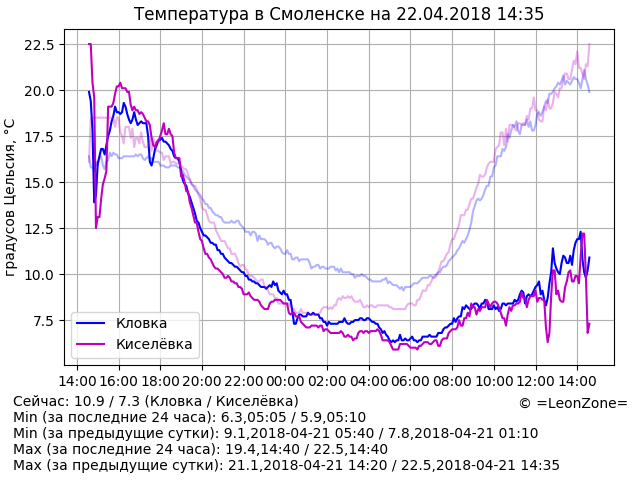 Температура в Смоленске на 22.04.2018 14:35
градусов Цельсия, °C
22.5
20.0
17.5
15.0
12.5
10.0
7.5
Кловка
Киселёвка
14:00 16:00 18:00 20:00 22:00 00:00 02:00 04:00 06:00 08:00 10:00 12:00 14:00
Сейчас: 10.9 / 7.3 (Кловка / Киселёвка)
© =LeonZone=
Min (за последние 24 часа): 6.3,05:05 / 5.9,05:10
Min (за предыдущие сутки): 9.1,2018-04-21 05:40 / 7.8,2018-04-21 01:10
Max (за последние 24 часа): 19.4,14:40 / 22.5,14:40
Max (за предыдущие сутки): 21.1,2018-04-21 14:20 / 22.5,2018-04-21 14:35